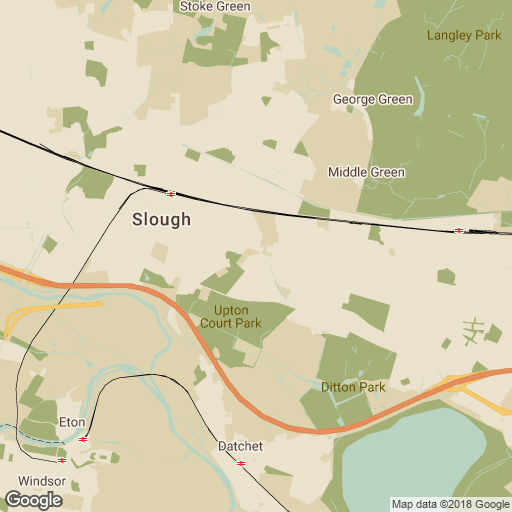 Stoke Green
Langley Park
George Green
Middle Green
Slough
Upton
Court Park
Ditton Park
Eton
Datchet
Windsor
Google
Map data ©2018 Google